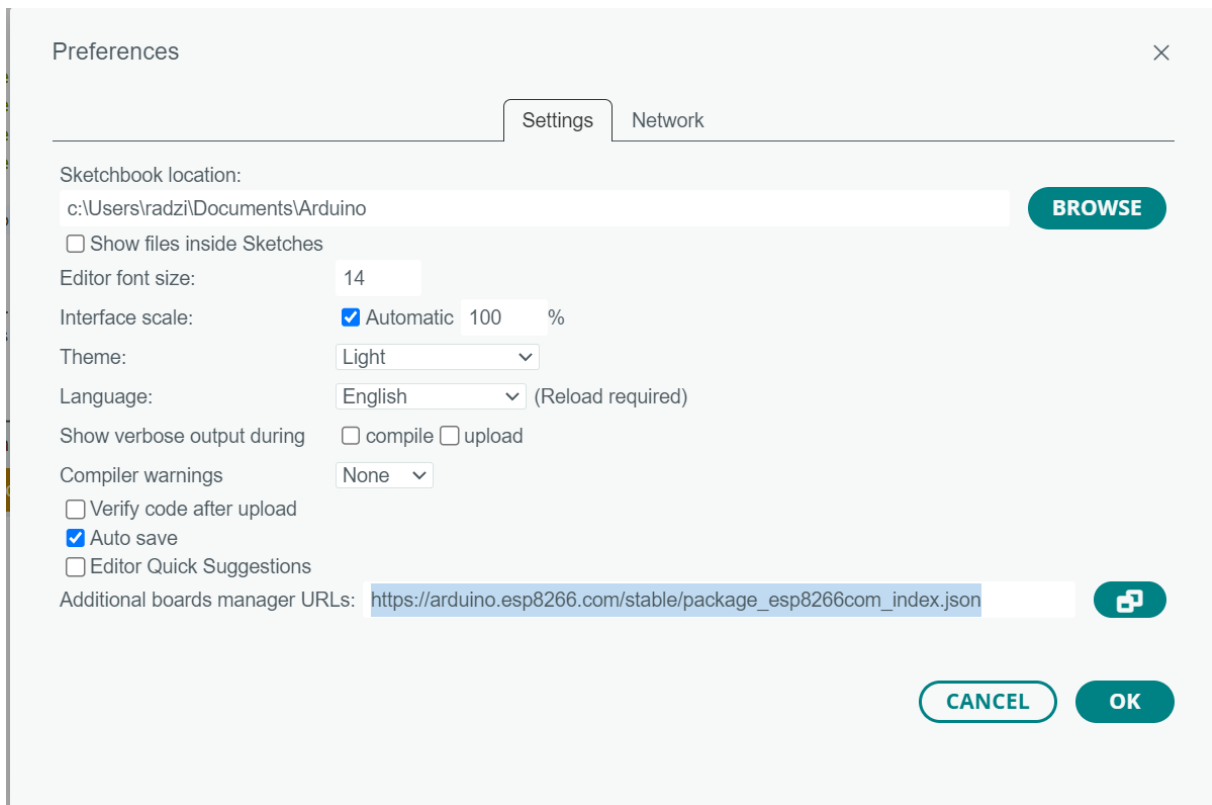 Preferences
Settings Network
Sketchbook location:
c:\Users\radzi\Documents\Arduino BROWSE
Show files inside Sketches
Editor font size: 14
Interface scale: Automatic 100 %
Theme: Light
Language: English (Reload required)
Show verbose output during compile upload
Compiler warnings None
Verify code after upload
Auto save
Editor Quick Suggestions
Additional boards manager URLs: https://arduino.esp8266.com/stable/package_esp8266com_index.json
CANCEL OK